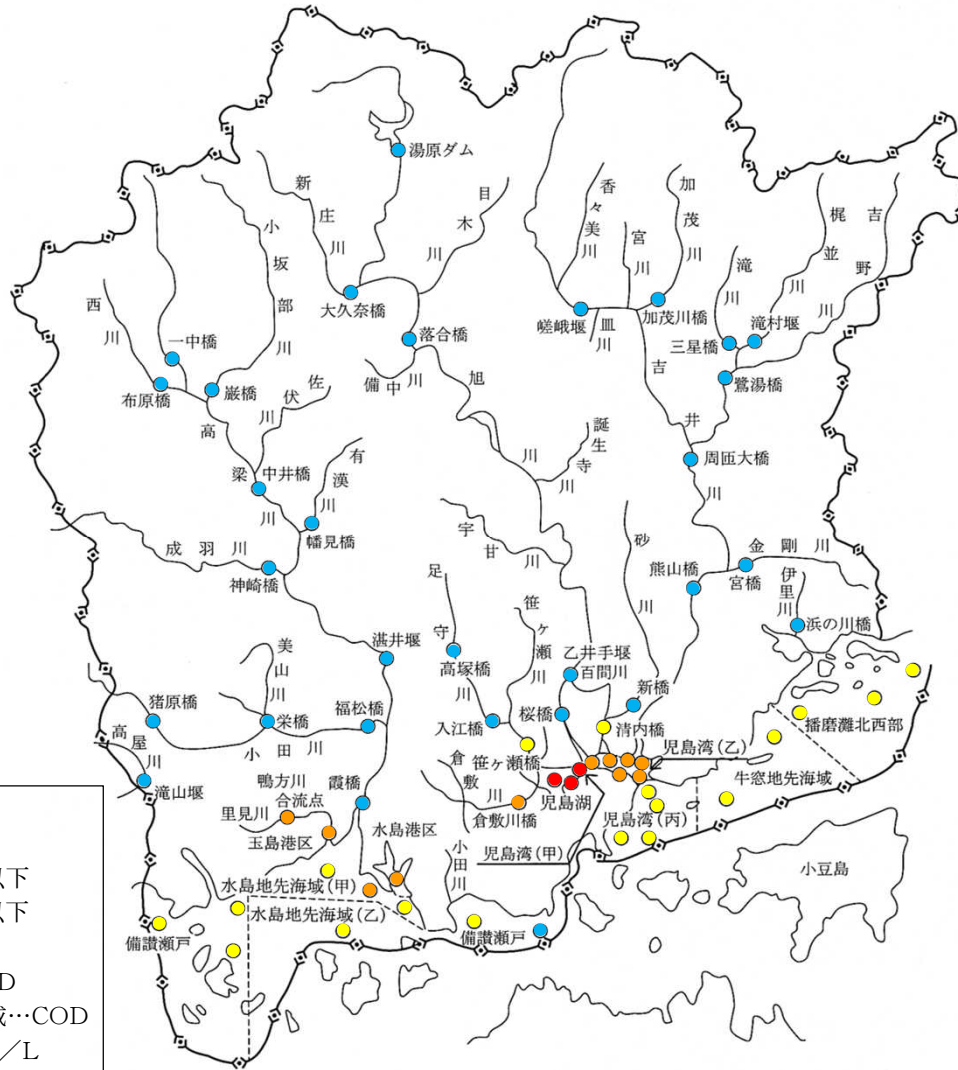 湯原ダム
新庄川
目木川
香々美川
宮川
加茂川
梶並川
吉野川
滝川
小坂部川
西川
大久奈橋
嵯峨堰
皿川
加茂川橋
三星橋
滝村堰
落合橋
一中橋
布原橋
巌橋
備中川
旭川
吉井川
鷺湯橋
佐伏川
高梁川
中井橋
有漢川
誕生寺川
周匝大橋
幡見橋
宇甘川
砂川
成羽川
神崎橋
足守川
笹ヶ瀬川
熊山橋
金剛川
宮橋
伊里川
浜の川橋
湛井堰
高塚橋
乙井手堰
百間川
新橋
美山川
猪原橋
栄橋
福松橋
小田川
入江橋
桜橋
清内橋
播磨灘北西部
高屋川
滝山堰
鴨方川
合流点
里見川
霞橋
倉敷川
笹ヶ瀬橋
児島湾(乙)
牛窓地先海域
玉島港区
水島港区
倉敷川橋
児島湖
児島湾(丙)
小田川
児島湾(甲)
小豆島
水島地先海域(甲)
水島地先海域(乙)
備讃瀬戸
備讃瀬戸
以下
以下
D
…COD
/L